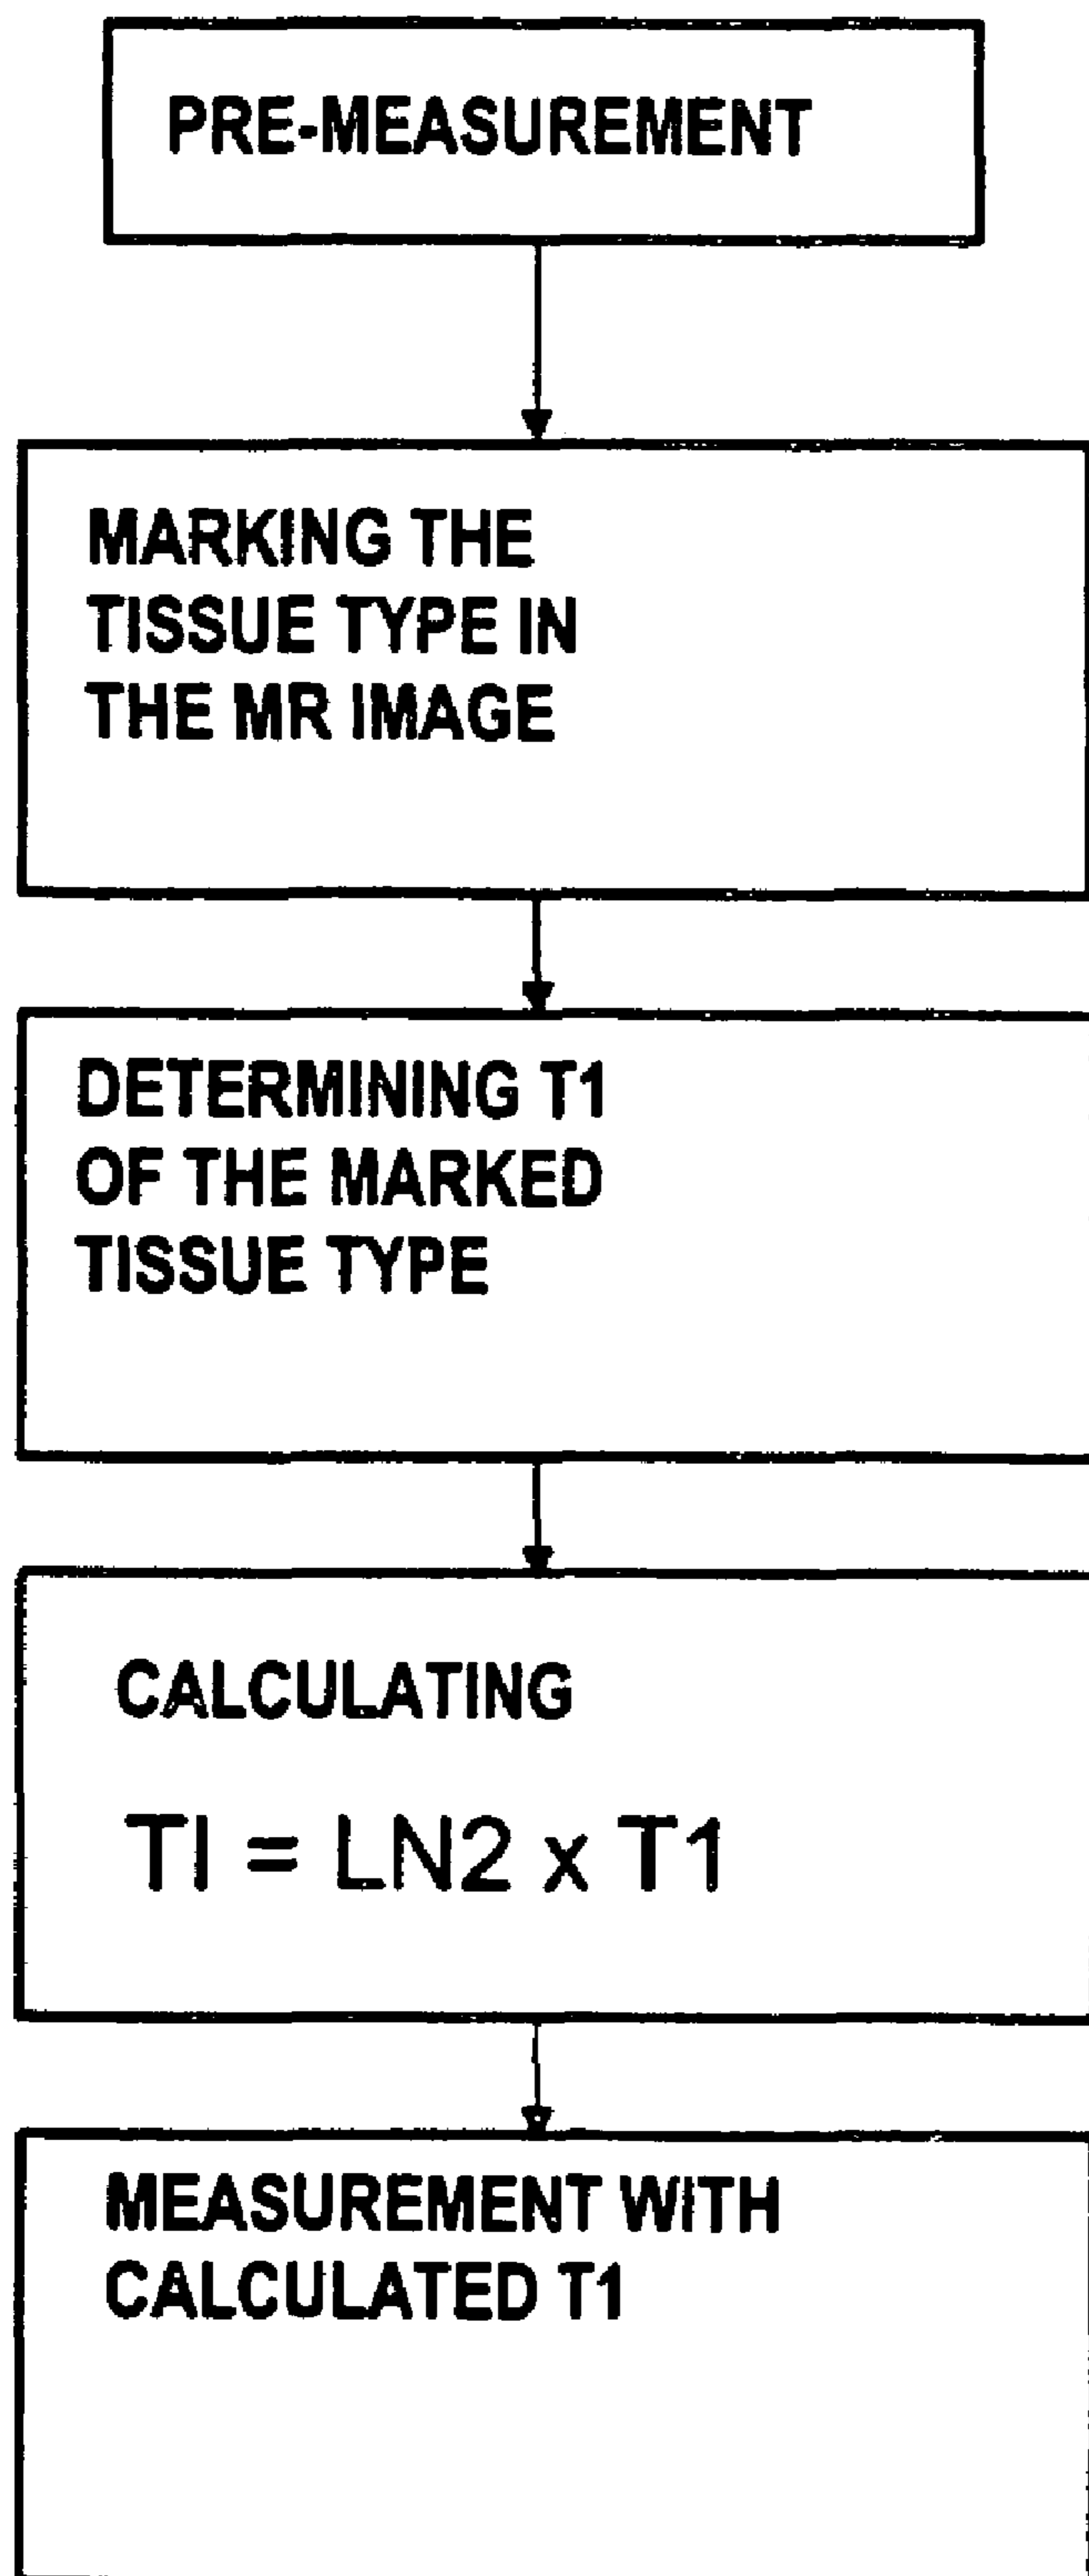 PRE-MEASUREMENT
MARKING THE
TISSUE TYPE IN
THE MR IMAGE
DETERMINING T1
OF THE MARKED
TISSUE TYPE
CALCULATING
TI = LN2 x T1
MEASUREMENT WITH
CALCULATED T1